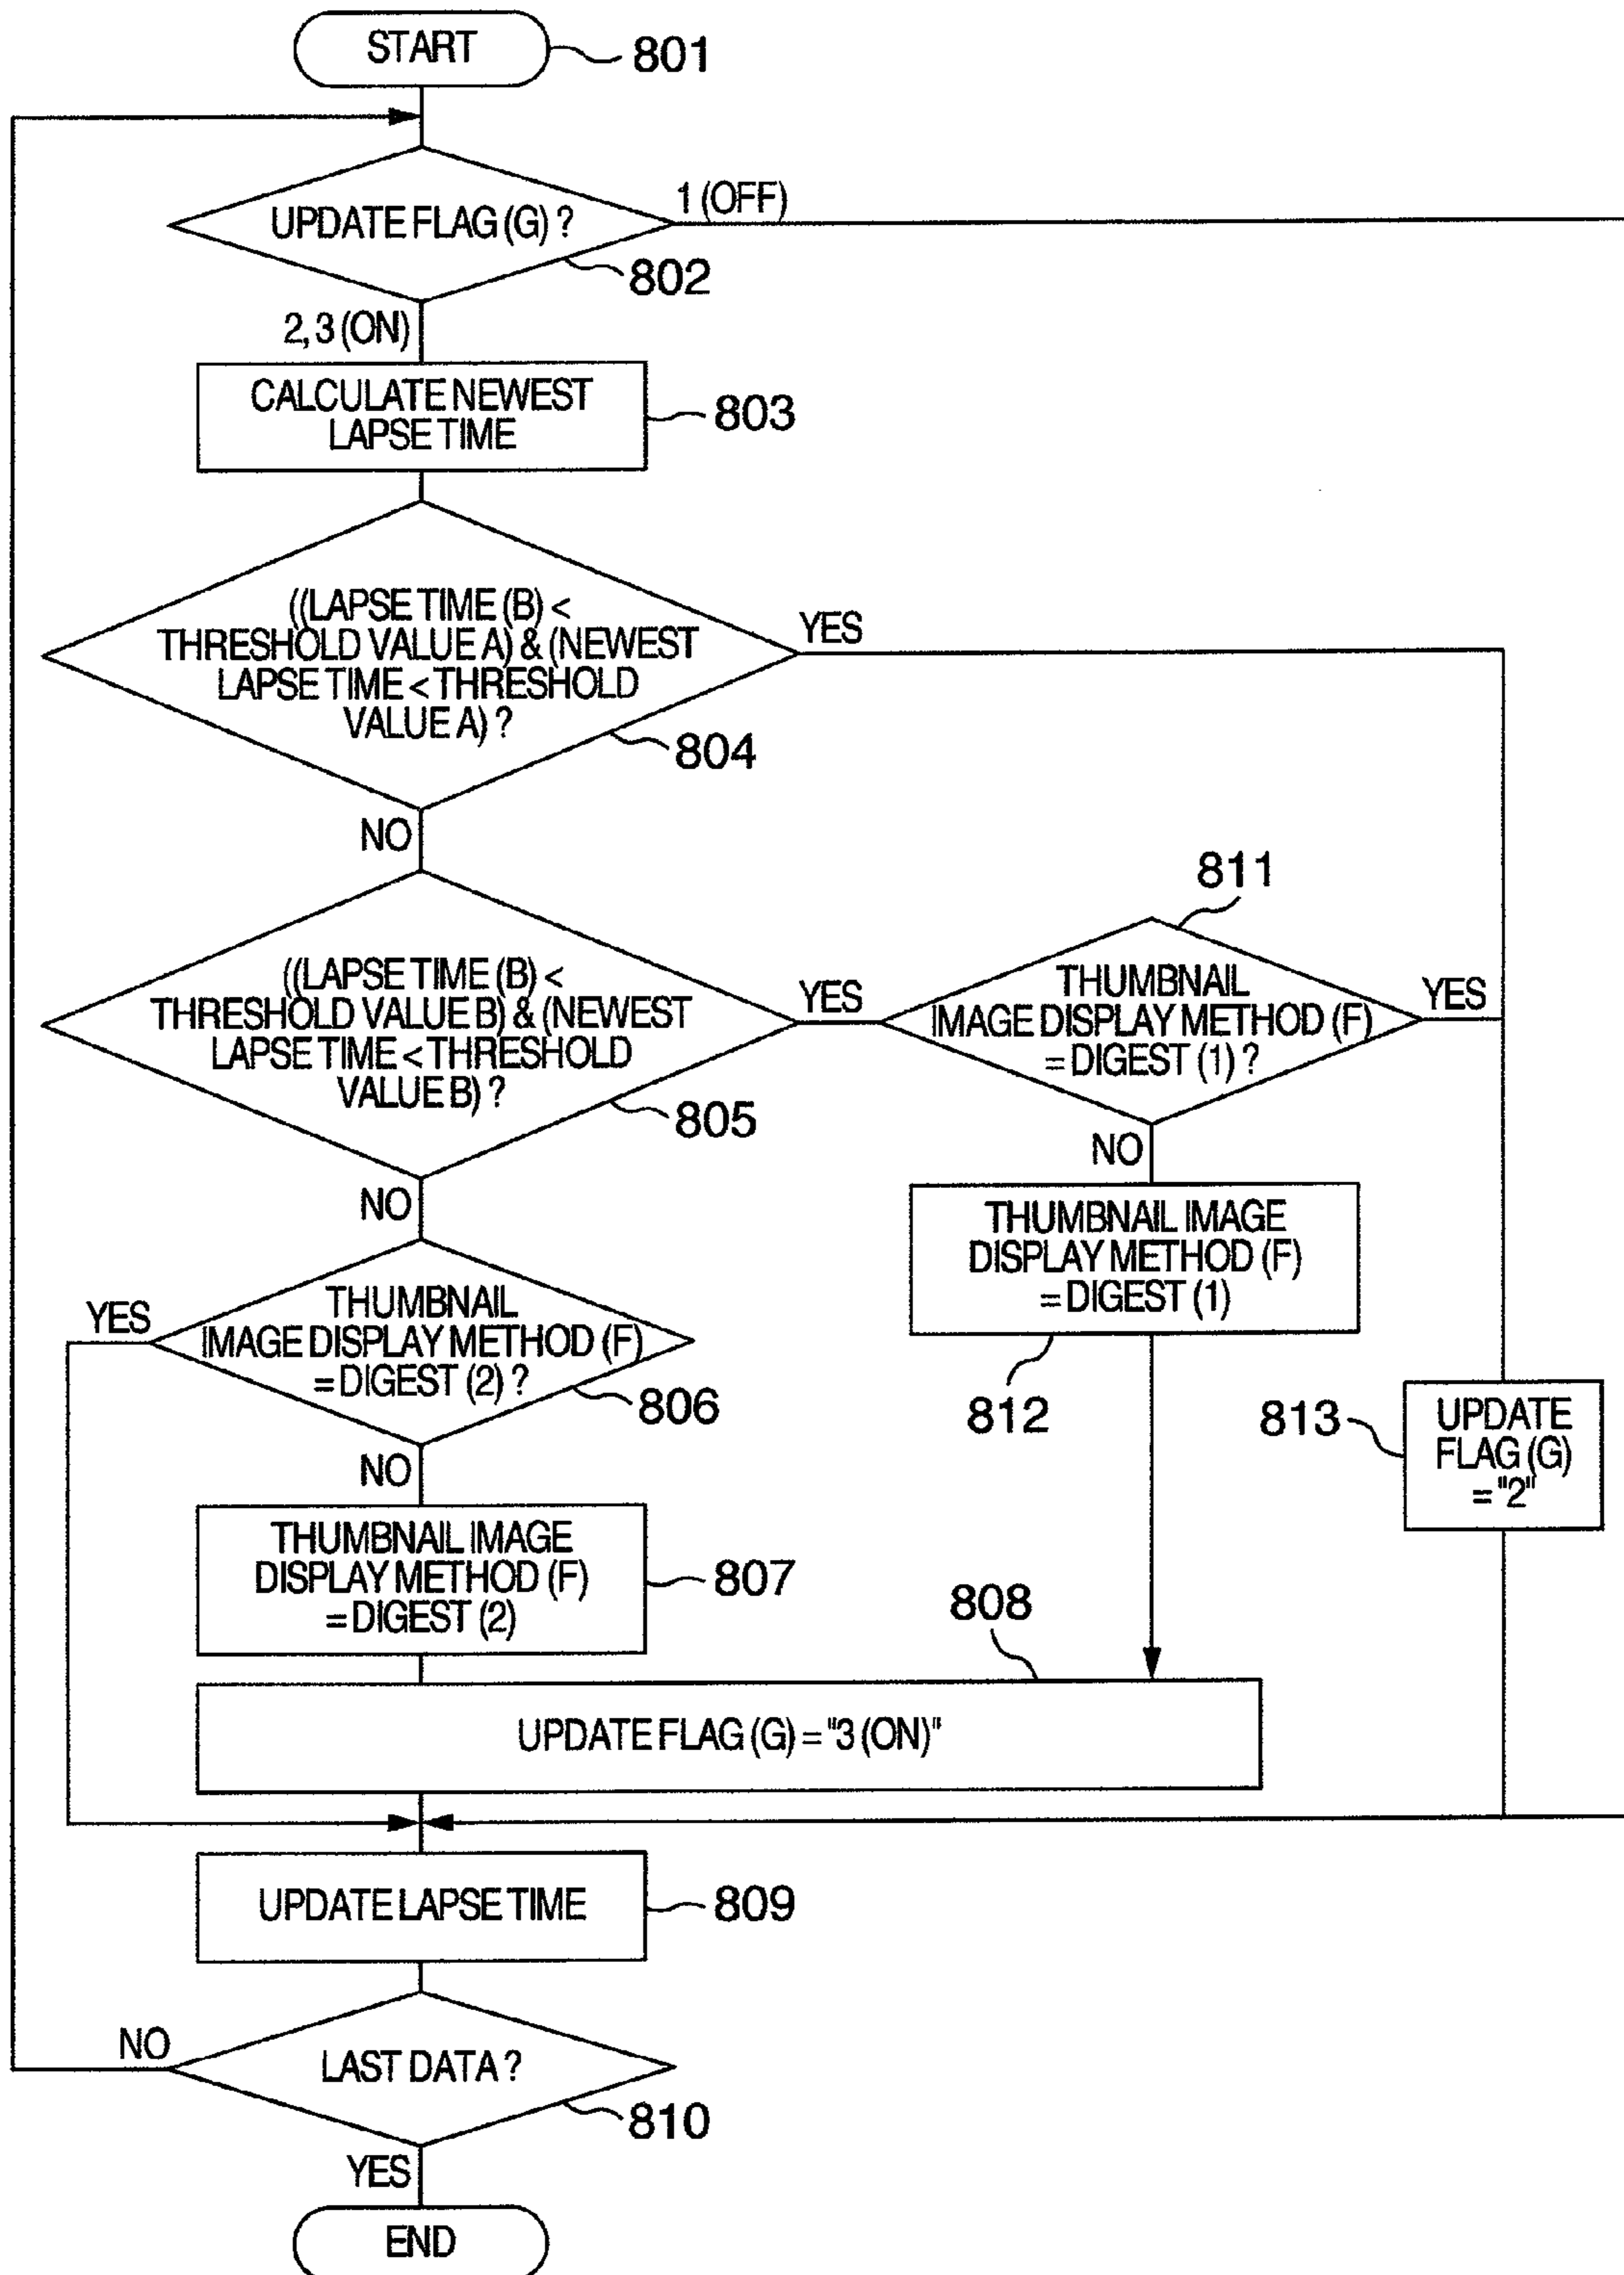 START
801
UPDATE FLAG (G) ?
1 (OFF)
802
2, 3 (ON)
CALCULATE NEWEST
LAPSE TIME
803
((LAPSE TIME (B) <
THRESHOLD VALUE A) & (NEWEST
LAPSE TIME < THRESHOLD
VALUE A) ?
YES
804
NO
((LAPSE TIME (B) <
THRESHOLD VALUE B) & (NEWEST
LAPSE TIME < THRESHOLD
VALUE B) ?
YES
805
811
THUMBNAIL
IMAGE DISPLAY METHOD (F)
= DIGEST (1) ?
YES
NO
NO
THUMBNAIL IMAGE
DISPLAY METHOD (F)
= DIGEST (1)
812
THUMBNAIL
IMAGE DISPLAY METHOD (F)
= DIGEST (2) ?
YES
806
813
UPDATE
FLAG (G)
= "2"
NO
THUMBNAIL IMAGE
DISPLAY METHOD (F)
= DIGEST (2)
807
808
UPDATE FLAG (G) = "3 (ON)"
UPDATE LAPSE TIME
809
NO
LAST DATA ?
810
YES
END